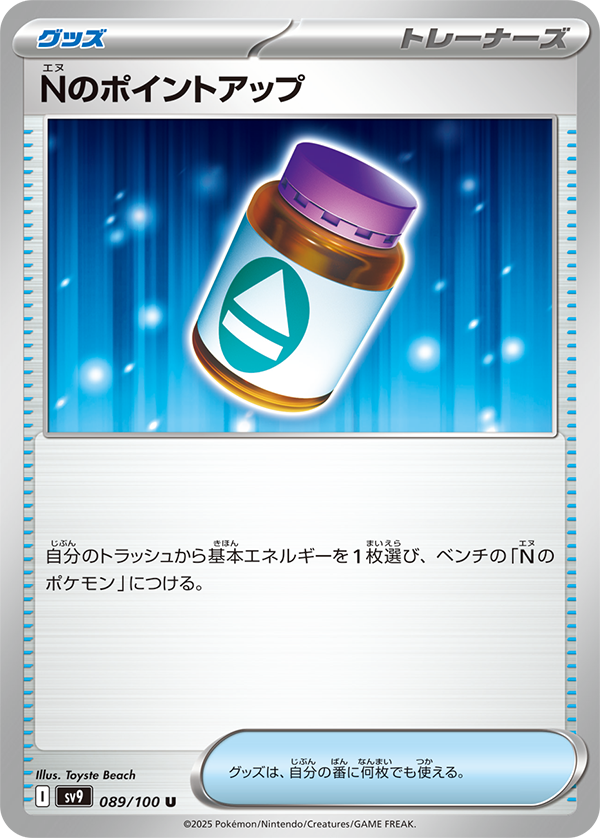 グッズ
トレーナーズ
エヌ
Nのポイントアップ
じぶん きほん まいえら エヌ
自分のトラッシュから基本エネルギーを1枚選び、ベンチの「Nの
ポケモン」につける。
じぶん ばん なんまい つか
グッズは、自分の番に何枚でも使える。
Illus. Toyste Beach
I sv9 089/100 U
©2025 Pokémon/Nintendo/Creatures/GAME FREAK.